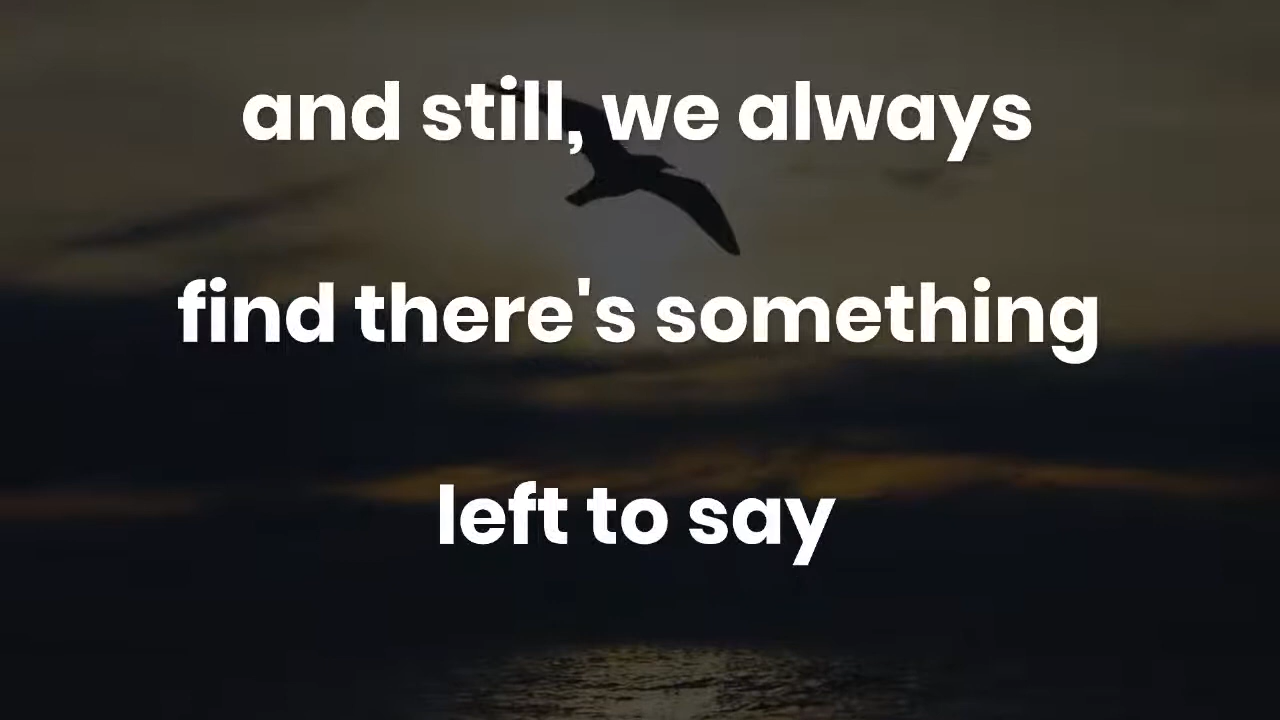 and still, we always
find there's something
left to say